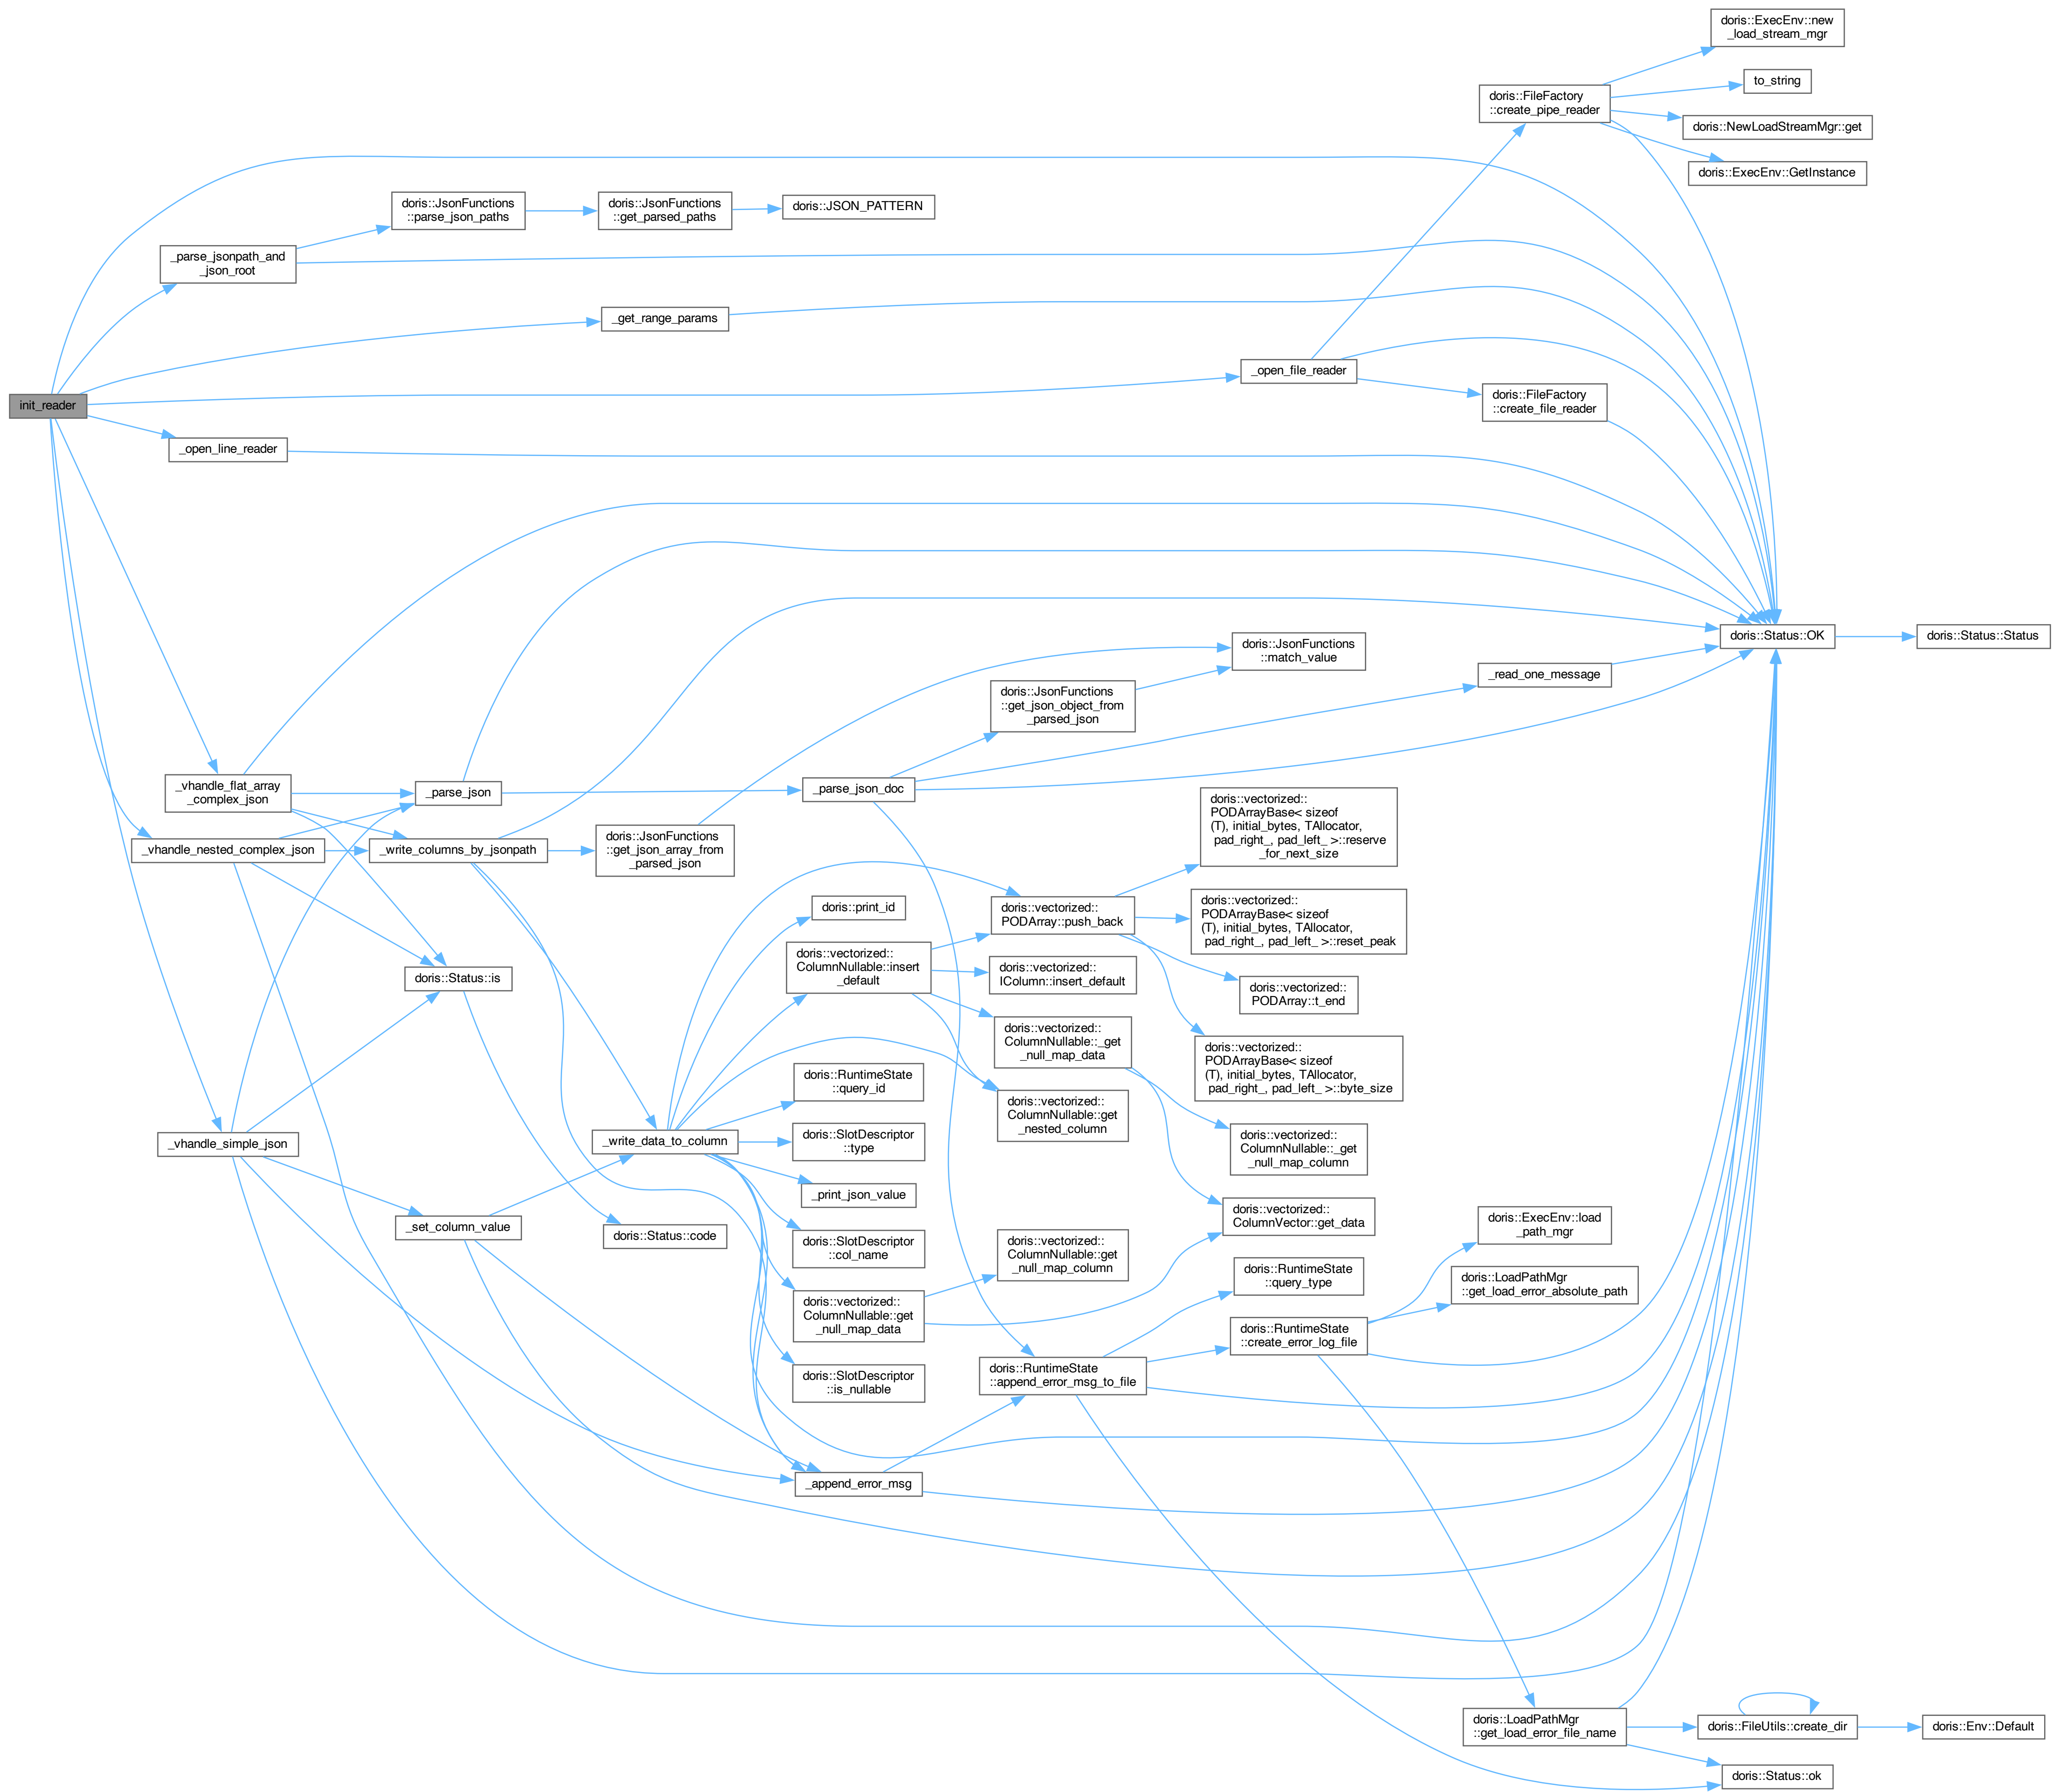 doris::ExecEnv::new
_load_stream_mgr
to_string
doris::FileFactory
::create_pipe_reader
doris::NewLoadStreamMgr::get
doris::ExecEnv::GetInstance
doris::JsonFunctions
::parse_json_paths
doris::JsonFunctions
::get_parsed_paths
doris::JSON_PATTERN
_parse_jsonpath_and
_json_root
_get_range_params
_open_file_reader
init_reader
doris::FileFactory
::create_file_reader
_open_line_reader
doris::Status::OK
doris::Status::Status
doris::JsonFunctions
::match_value
_read_one_message
doris::JsonFunctions
::get_json_object_from
_parsed_json
_vhandle_flat_array
_complex_json
_parse_json
_parse_json_doc
doris::vectorized::
PODArrayBase< sizeof
(T), initial_bytes, TAllocator,
pad_right_, pad_left_ >::reserve
_for_next_size
_vhandle_nested_complex_json
_write_columns_by_jsonpath
doris::JsonFunctions
::get_json_array_from
_parsed_json
doris::print_id
doris::vectorized::
PODArray::push_back
doris::vectorized::
PODArrayBase< sizeof
(T), initial_bytes, TAllocator,
pad_right_, pad_left_ >::reset_peak
doris::vectorized::
ColumnNullable::insert
_default
doris::vectorized::
IColumn::insert_default
doris::Status::is
doris::vectorized::
PODArray::t_end
doris::vectorized::
ColumnNullable::_get
_null_map_data
doris::vectorized::
PODArrayBase< sizeof
(T), initial_bytes, TAllocator,
pad_right_, pad_left_ >::byte_size
doris::RuntimeState
::query_id
doris::vectorized::
ColumnNullable::get
_nested_column
_vhandle_simple_json
_write_data_to_column
doris::SlotDescriptor
::type
doris::vectorized::
ColumnNullable::_get
_null_map_column
_print_json_value
_set_column_value
doris::Status::code
doris::SlotDescriptor
::col_name
doris::vectorized::
ColumnVector::get_data
doris::vectorized::
ColumnNullable::get
_null_map_column
doris::ExecEnv::load
_path_mgr
doris::RuntimeState
::query_type
doris::LoadPathMgr
::get_load_error_absolute_path
doris::vectorized::
ColumnNullable::get
_null_map_data
doris::RuntimeState
::create_error_log_file
doris::SlotDescriptor
::is_nullable
doris::RuntimeState
::append_error_msg_to_file
_append_error_msg
doris::LoadPathMgr
::get_load_error_file_name
doris::FileUtils::create_dir
doris::Env::Default
doris::Status::ok